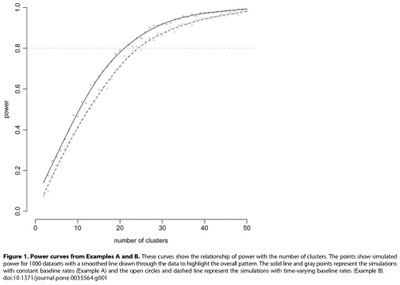 1.0
0.8
0.6
0.4
0.2
0.0
power
0
10
20
30
40
50
number of clusters
Figure 1. Power curves from Examples A and B. These curves show the relationship of power with the number of clusters. The points show simulated
power for 1000 datasets with a smoothed line drawn through the data to highlight the overall pattern. The solid line and gray points represent the simulations
with constant baseline rates (Example A) and the open circles and dashed line represent the simulations with time-varying baseline rates (Example B).
doi:10.1371/journal.pone.0035564.g001